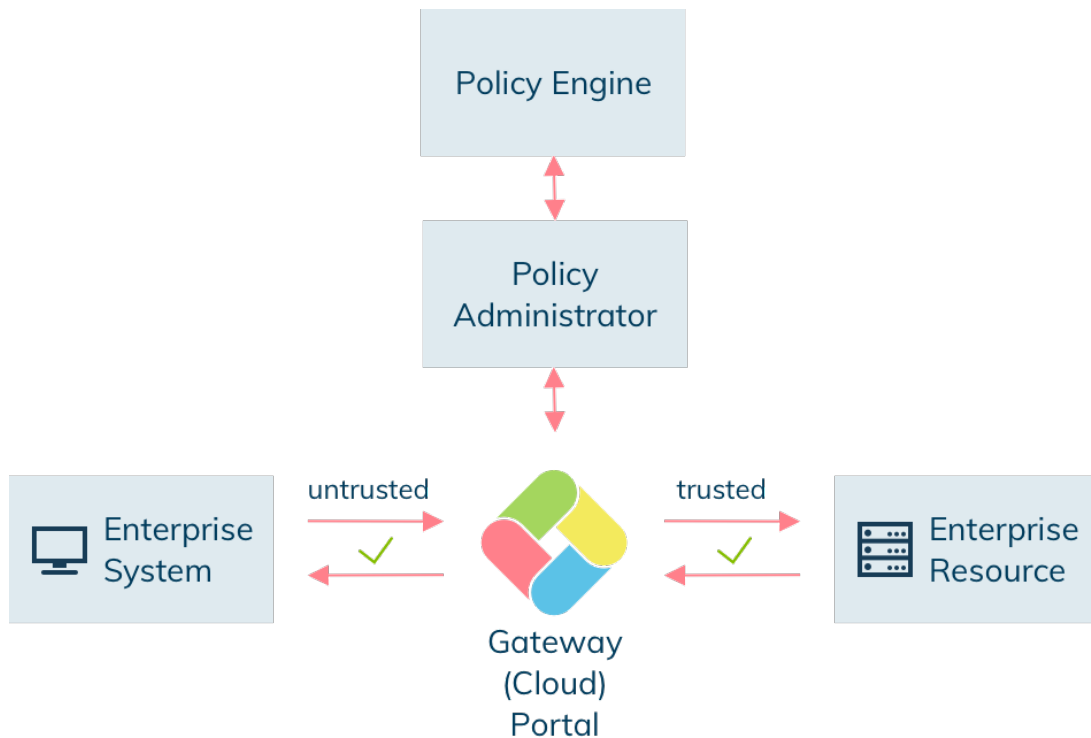 Policy Engine
Policy
Administrator
untrusted
trusted
Enterprise
System
Enterprise
Resource
Gateway
(Cloud)
Portal